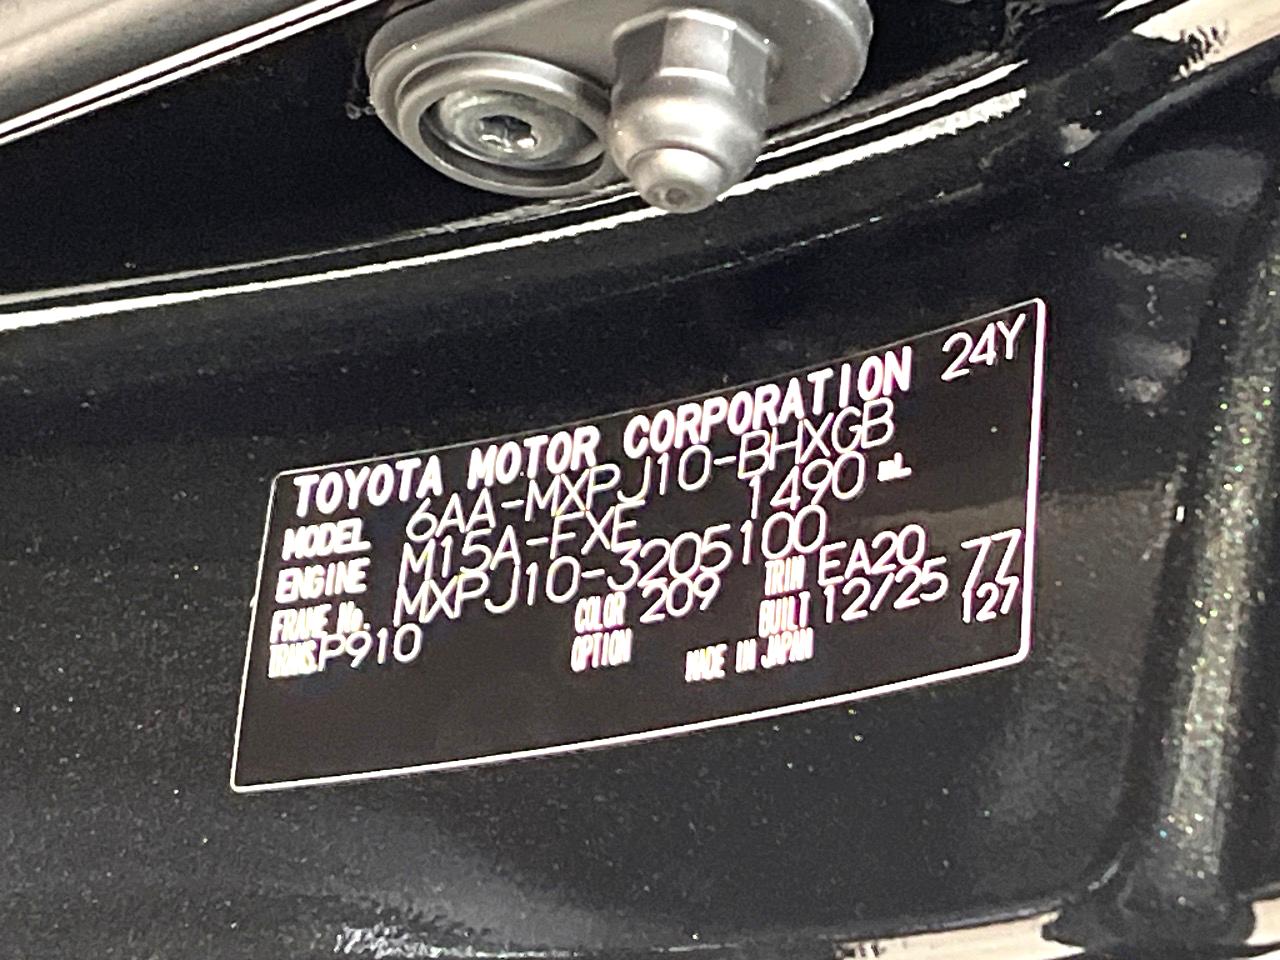 TOYOTA MOTOR CORPORATION 24Y
MODEL 6AA-MXPJ10-BHXGB
ENGINE M15A-FXE 1490 mL
FRAME No. MXPJ10-3205100
TRANS. P910 COLOR 209 TRIM EA20 77
OPTION BUILT 12/25 127
MADE IN JAPAN